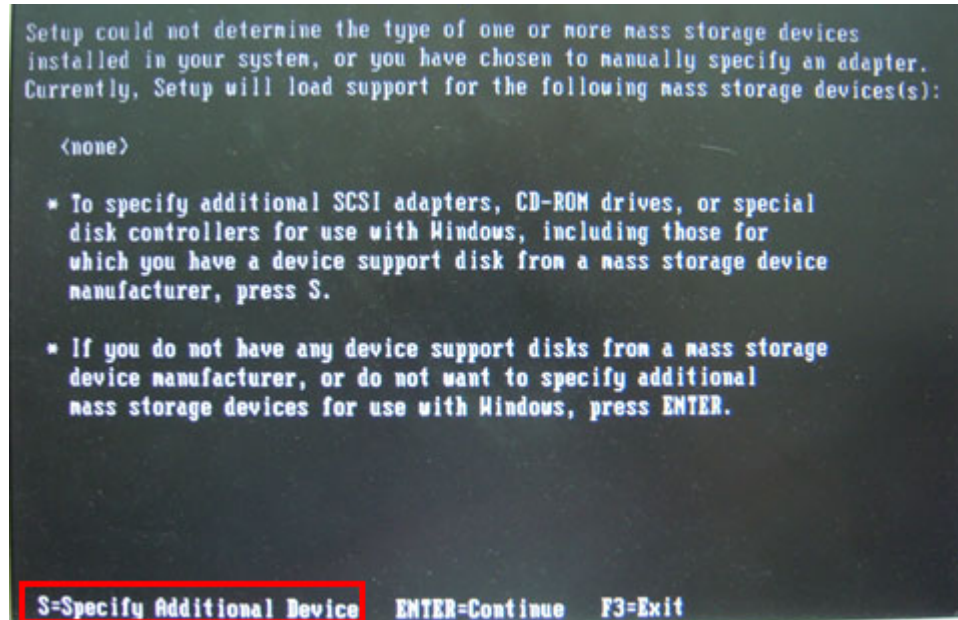 Setup could not determine the type of one or more mass storage devices
installed in your system, or you have chosen to manually specify an adapter.
Currently, Setup will load support for the following mass storage devices(s):
<none>
* To specify additional SCSI adapters, CD-ROM drives, or special
disk controllers for use with Windows, including those for
which you have a device support disk from a mass storage device
manufacturer, press S.
* If you do not have any device support disks from a mass storage
device manufacturer, or do not want to specify additional
mass storage devices for use with Windows, press ENTER.
S=Specify Additional Device ENTER=Continue F3=Exit